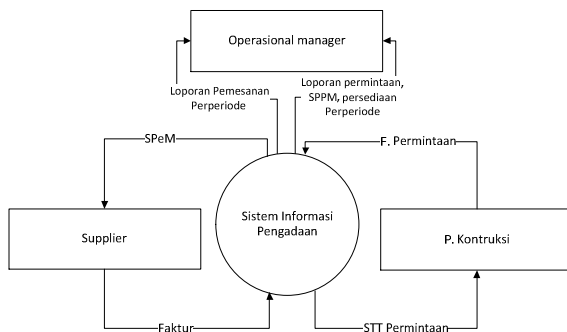 Operasional manager
Loporan Pemesanan
Perperiode
Loporan permintaan,
SPPM, persediaan
Perperiode
SPeM
F. Permintaan
Sistem Informasi
Pengadaan
Supplier
P. Kontruksi
Faktur
STT Permintaan